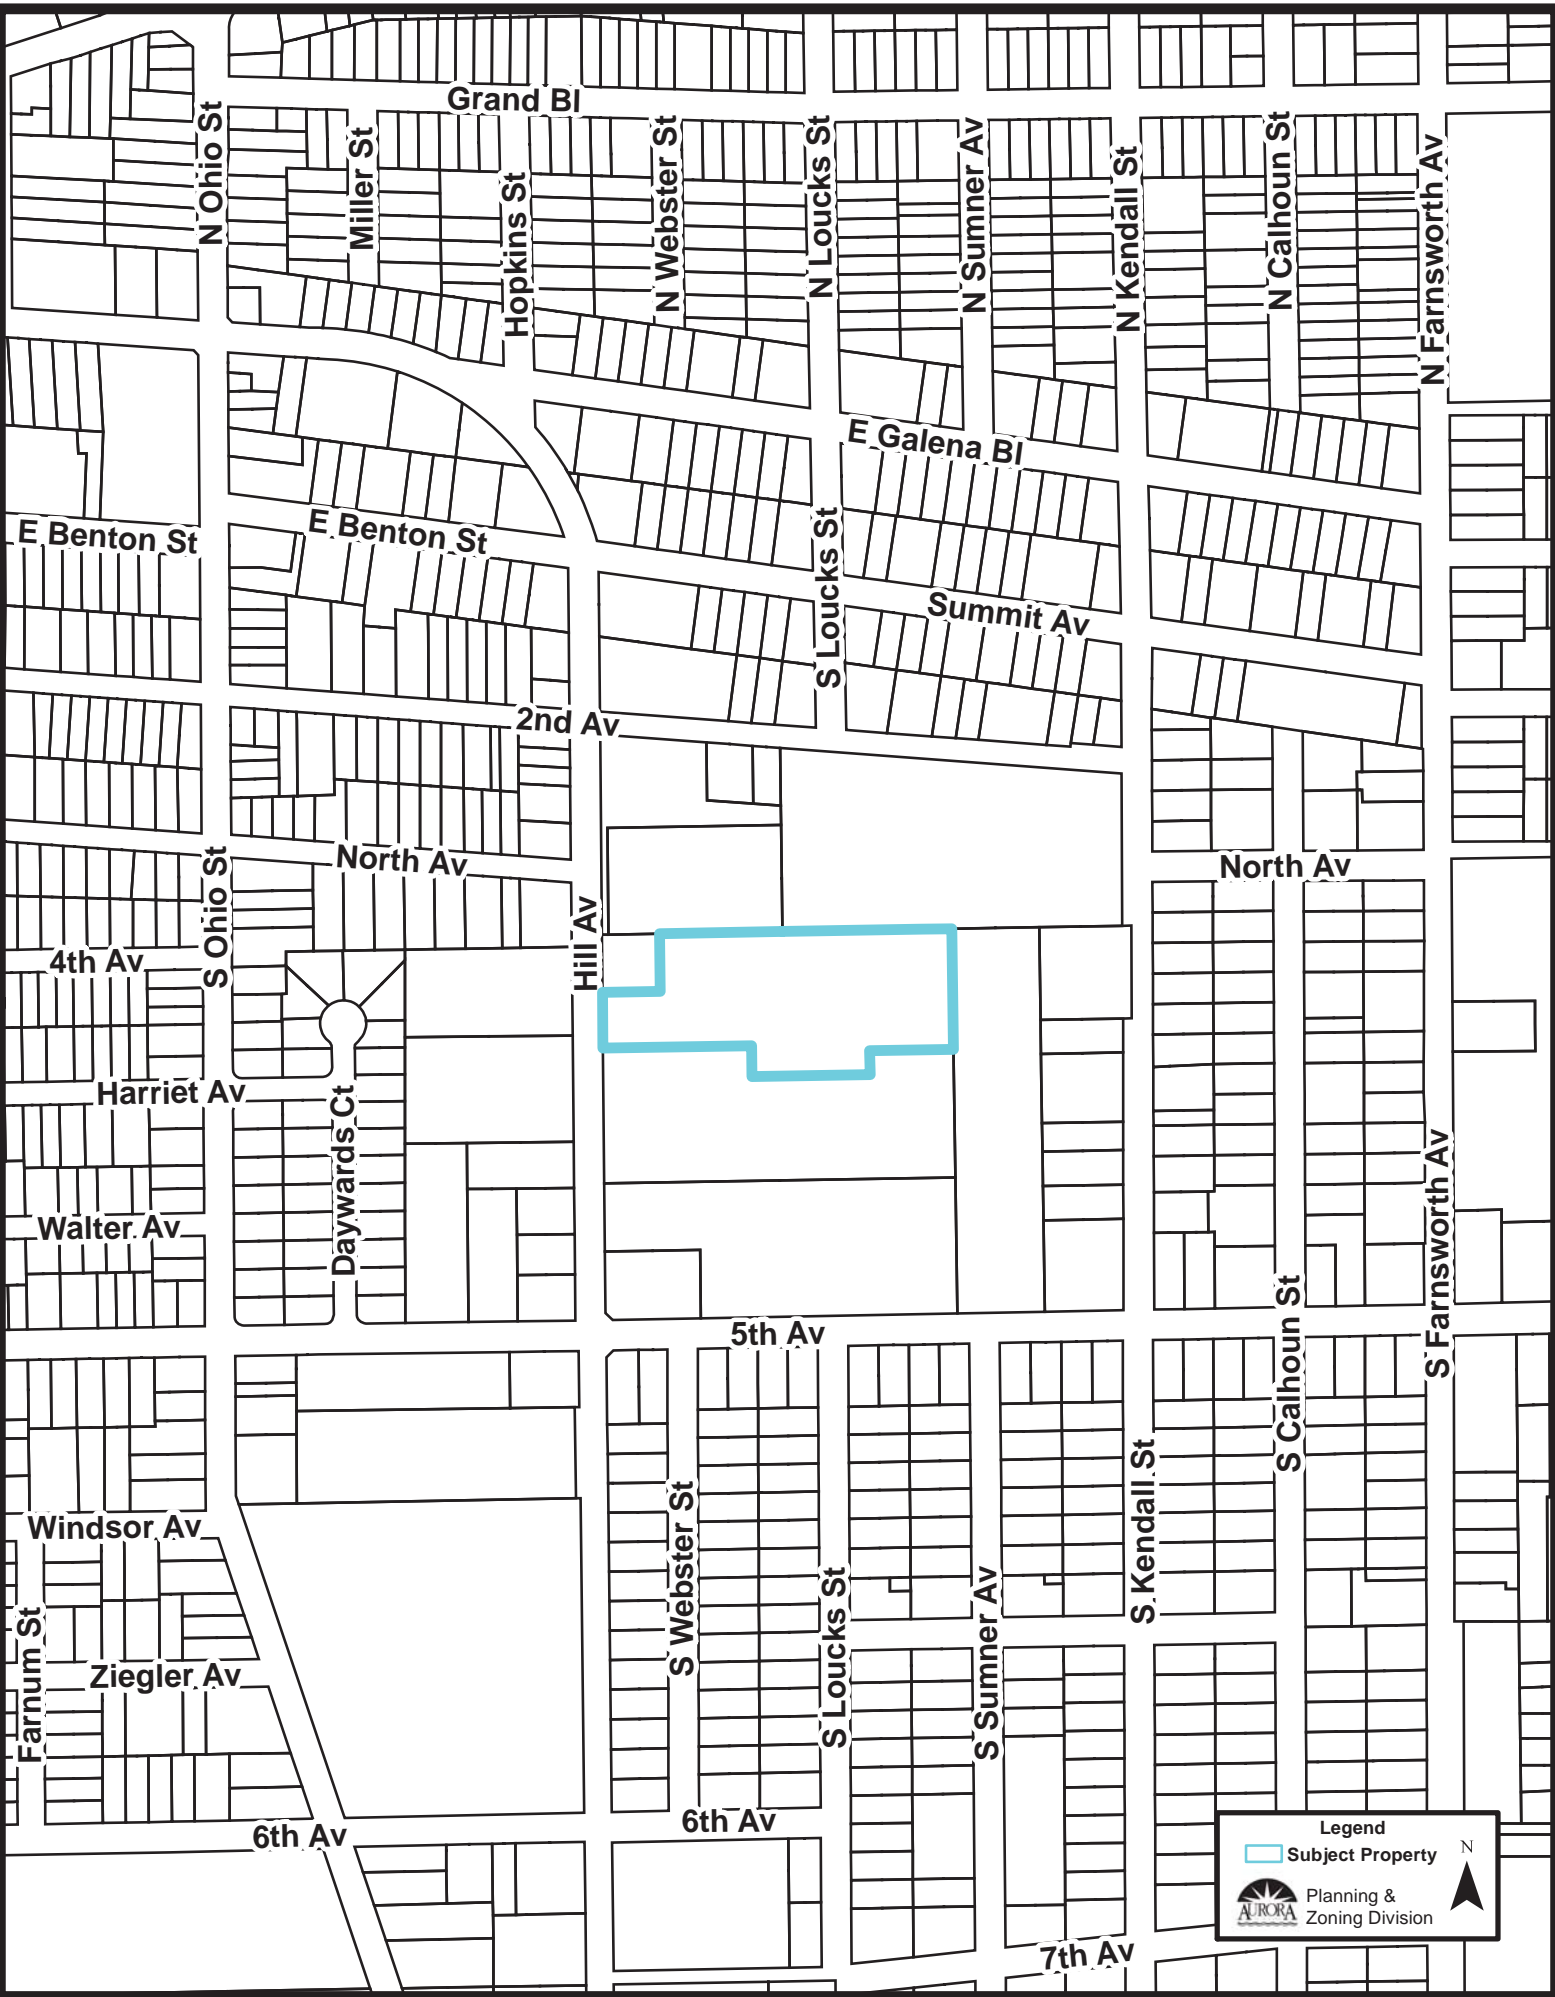 Grand Bl
N Ohio St
Miller St
Hopkins St
N Webster St
N Loucks St
N Sumner Av
N Kendall St
N Calhoun St
N Farnsworth Av
E Galena Bl
E Benton St
E Benton St
S Loucks St
Summit Av
2nd Av
North Av
North Av
S Ohio St
Hill Av
4th Av
Harriet Av
Daywards Ct
Walter Av
S Farnsworth Av
S Calhoun St
5th Av
S Kendall St
Windsor Av
S Webster St
S Loucks St
S Sumner Av
Farnum St
Ziegler Av
6th Av
6th Av
7th Av
Legend
Subject Property
N
AURORA
Planning &
Zoning Division